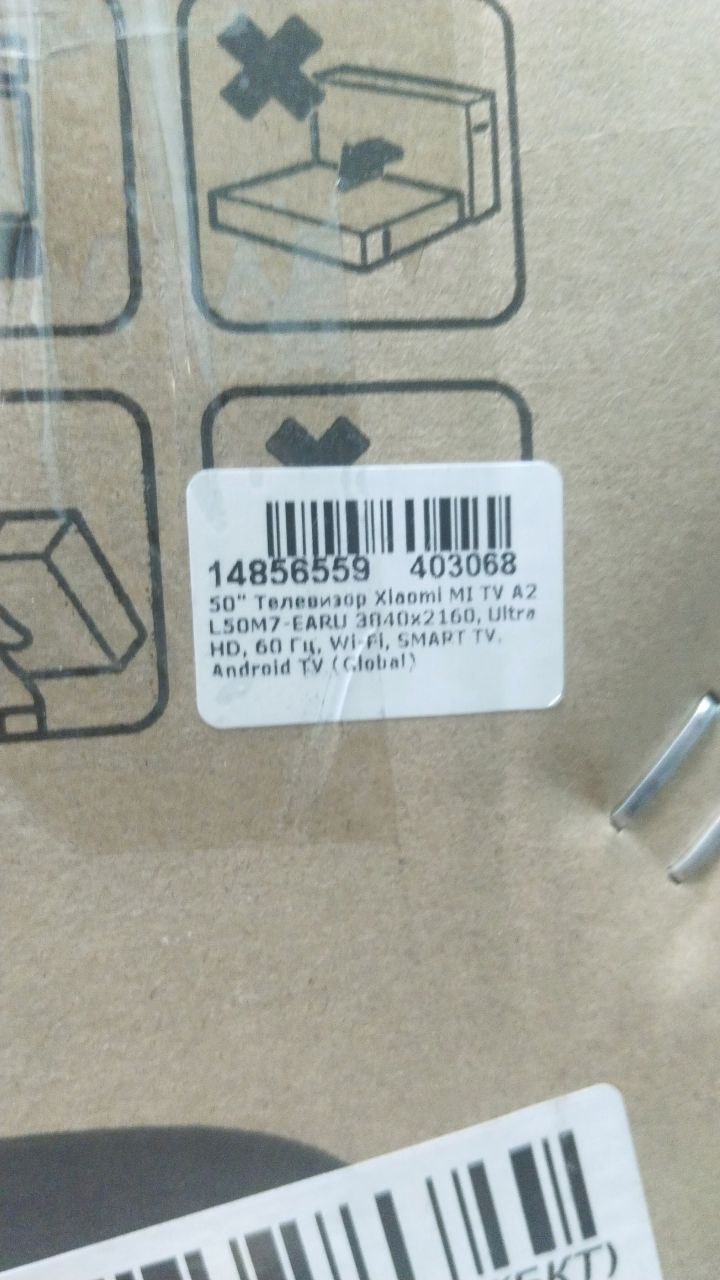 14856559 403068
50" Телевизор Xiaomi MI TV A2
L50M7-EARU 3840x2160, Ultra
HD, 60 Гц, Wi-Fi, SMART TV,
Android TV (Global)